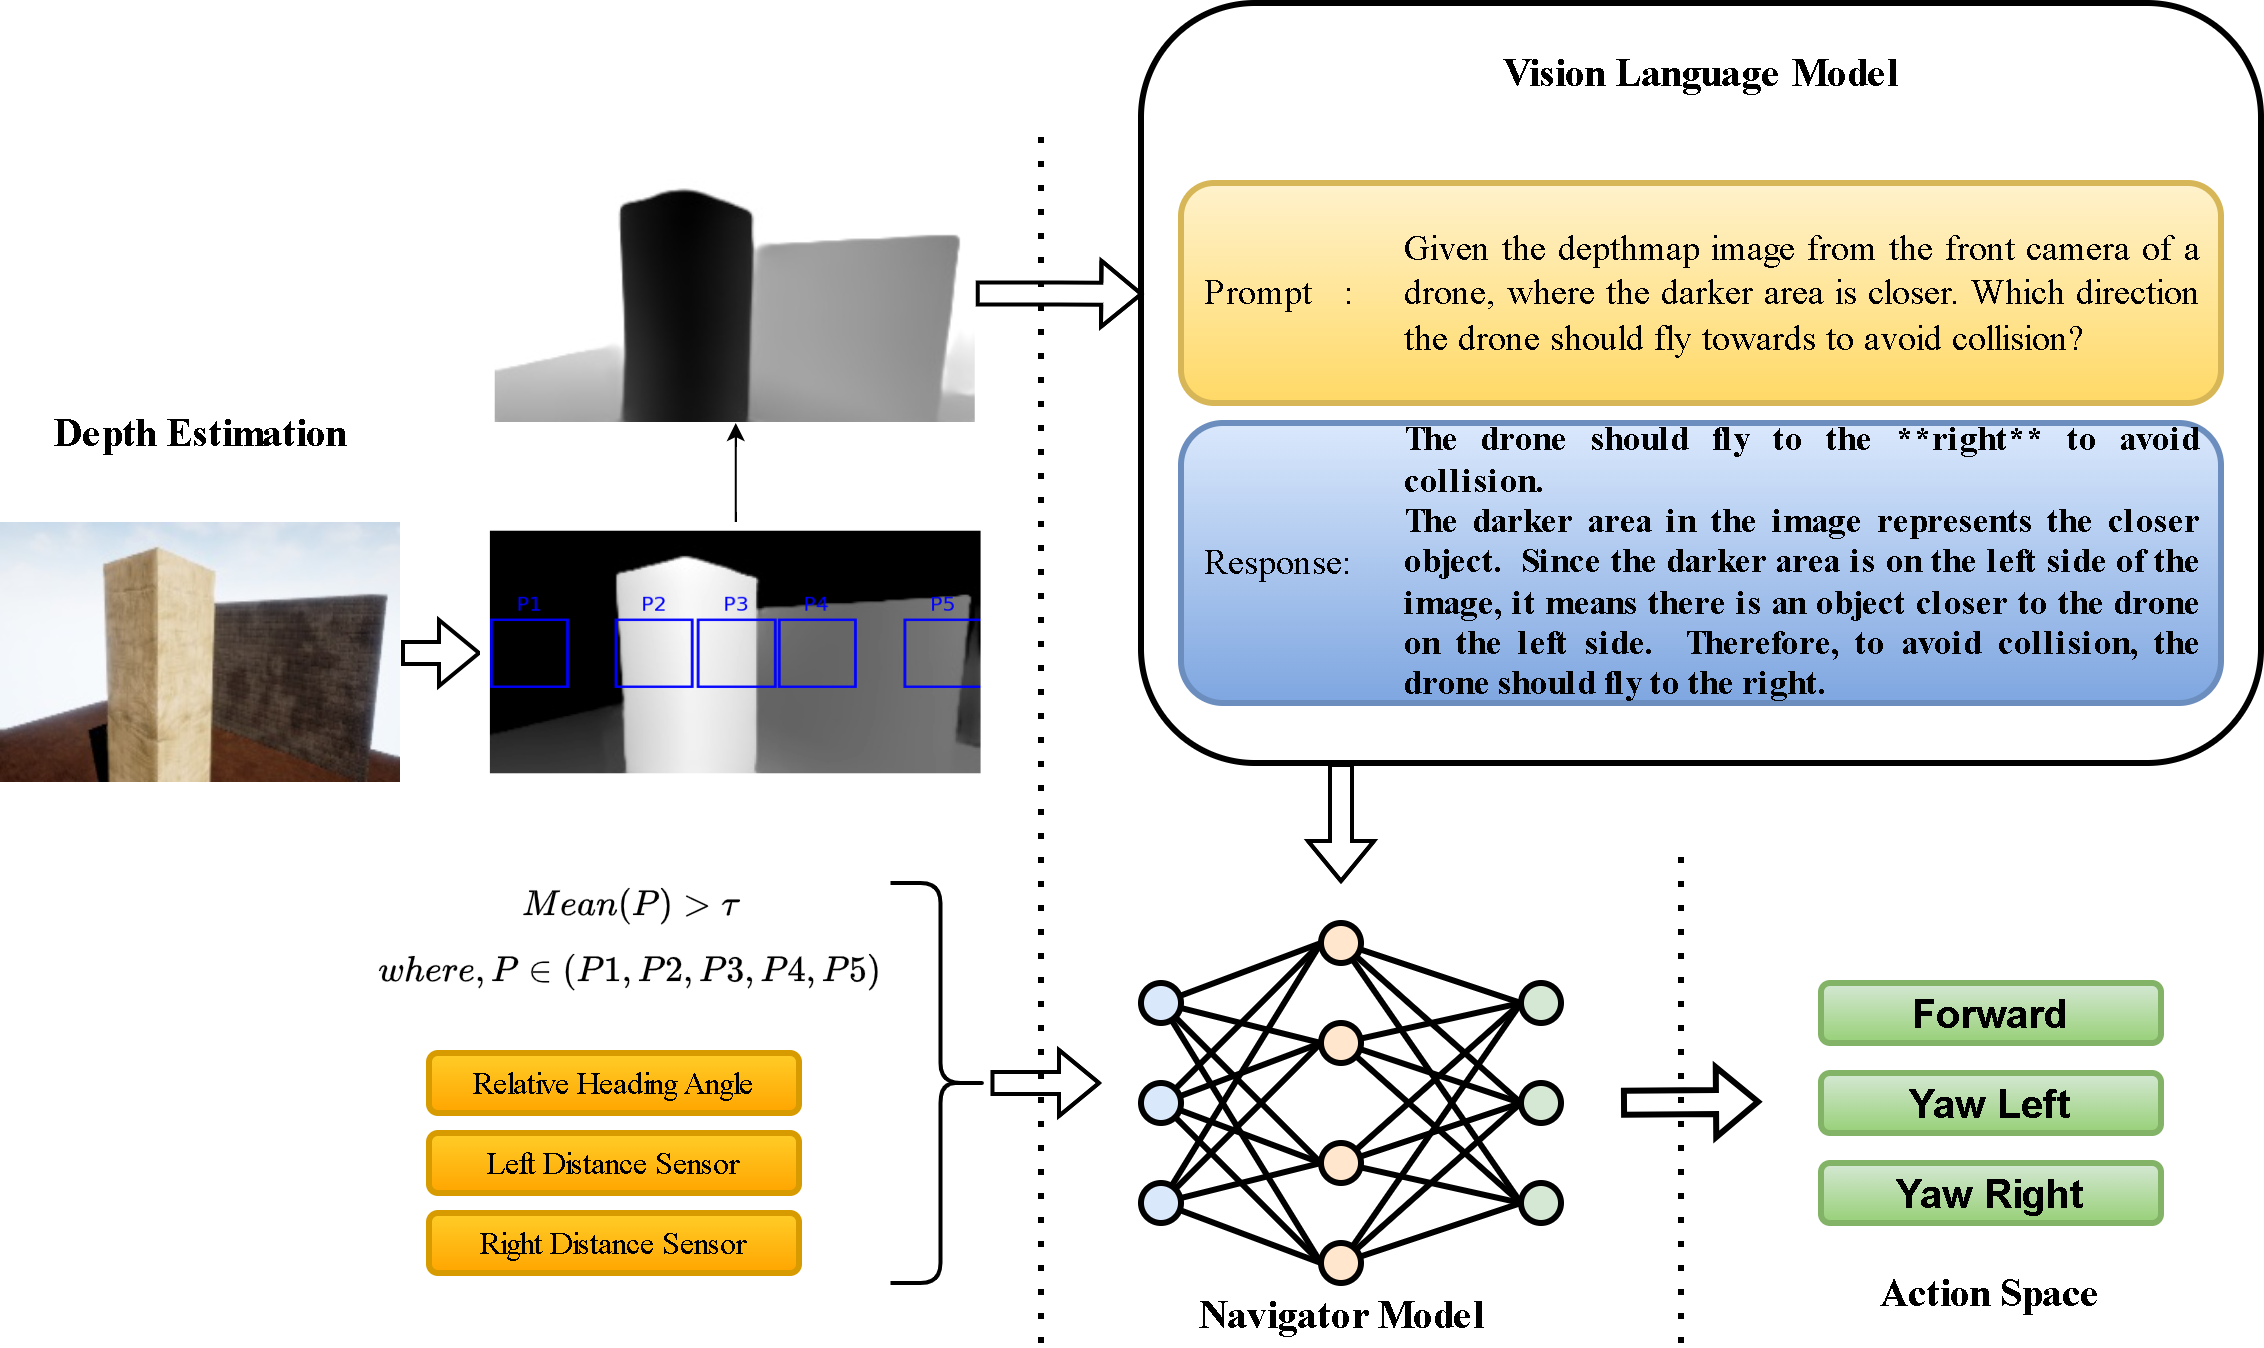 Vision Language Model
Prompt :
Given the depthmap image from the front camera of a
drone, where the darker area is closer. Which direction
the drone should fly towards to avoid collision?
Response:
The drone should fly to the **right** to avoid
collision.
The darker area in the image represents the closer
object. Since the darker area is on the left side of the
image, it means there is an object closer to the drone
on the left side. Therefore, to avoid collision, the
drone should fly to the right.
Depth Estimation
P1 P2 P3 P4 P5
Mean(P) > τ
where, P ∈ (P1, P2, P3, P4, P5)
Relative Heading Angle
Left Distance Sensor
Right Distance Sensor
Navigator Model
Forward
Yaw Left
Yaw Right
Action Space